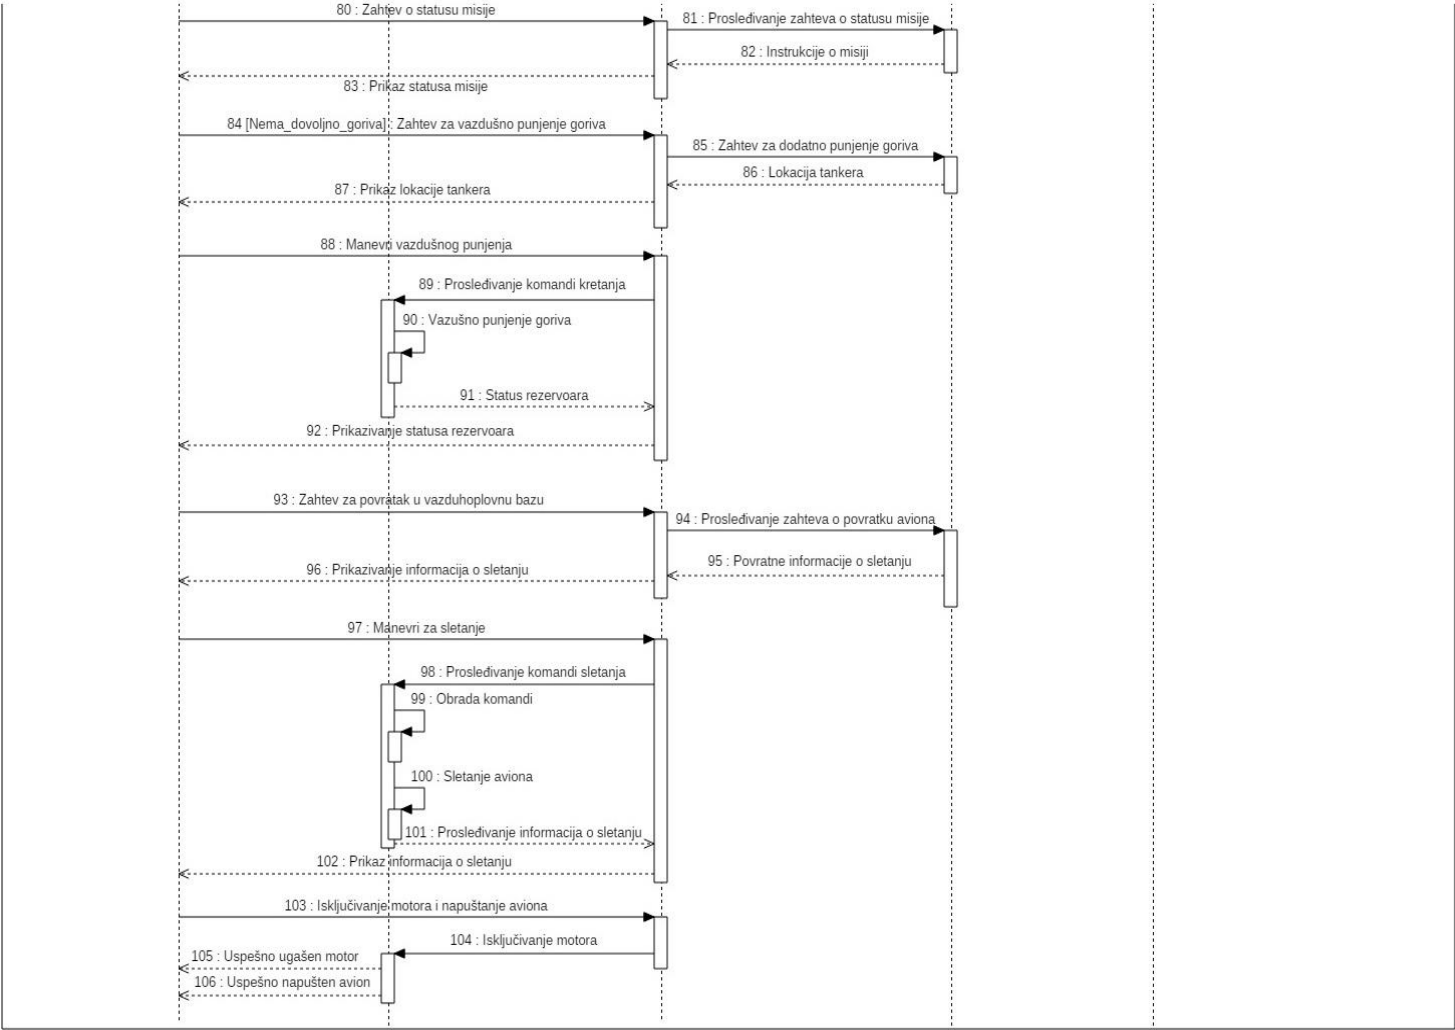 80 : Zahtev o statusu misije
81 : Prosleđivanje zahteva o statusu misije
82 : Instrukcije o misiji
83 : Prikaz statusa misije
84 [Nema_dovoljno_goriva] : Zahtev za vazdušno punjenje goriva
85 : Zahtev za dodatno punjenje goriva
86 : Lokacija tankera
87 : Prikaz lokacije tankera
88 : Manevri vazdušnog punjenja
89 : Prosleđivanje komandi kretanja
90 : Vazušno punjenje goriva
91 : Status rezervoara
92 : Prikazivanje statusa rezervoara
93 : Zahtev za povratak u vazduhoplovnu bazu
94 : Prosleđivanje zahteva o povratku aviona
95 : Povratne informacije o sletanju
96 : Prikazivanje informacija o sletanju
97 : Manevri za sletanje
98 : Prosleđivanje komandi sletanja
99 : Obrada komandi
100 : Sletanje aviona
101 : Prosleđivanje informacija o sletanju
102 : Prikaz informacija o sletanju
103 : Isključivanje motora i napuštanje aviona
104 : Isključivanje motora
105 : Uspešno ugašen motor
106 : Uspešno napušten avion